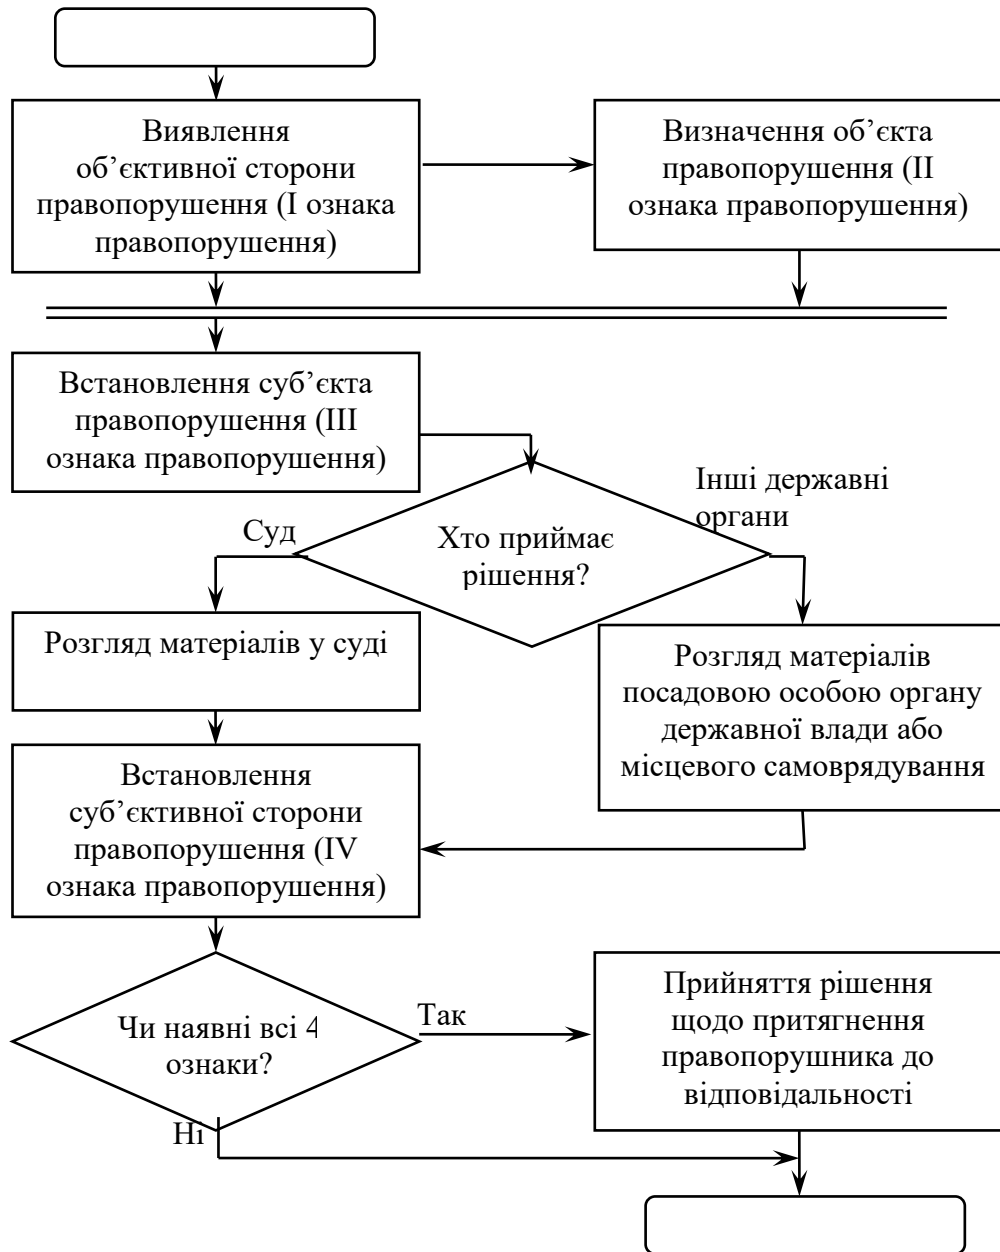 Виявлення
об’єктивної сторони
правопорушення (I ознака
правопорушення)
Визначення об’єкта
правопорушення (II
ознака правопорушення)
Встановлення суб’єкта
правопорушення (III
ознака правопорушення)
Інші державні
органи
Суд
Хто приймає
рішення?
Розгляд матеріалів у суді
Розгляд матеріалів
посадовою особою органу
державної влади або
місцевого самоврядування
Встановлення
суб’єктивної сторони
правопорушення (IV
ознака правопорушення)
Чи наявні всі 4
ознаки?
Так
Прийняття рішення
щодо притягнення
правопорушника до
відповідальності
Ні